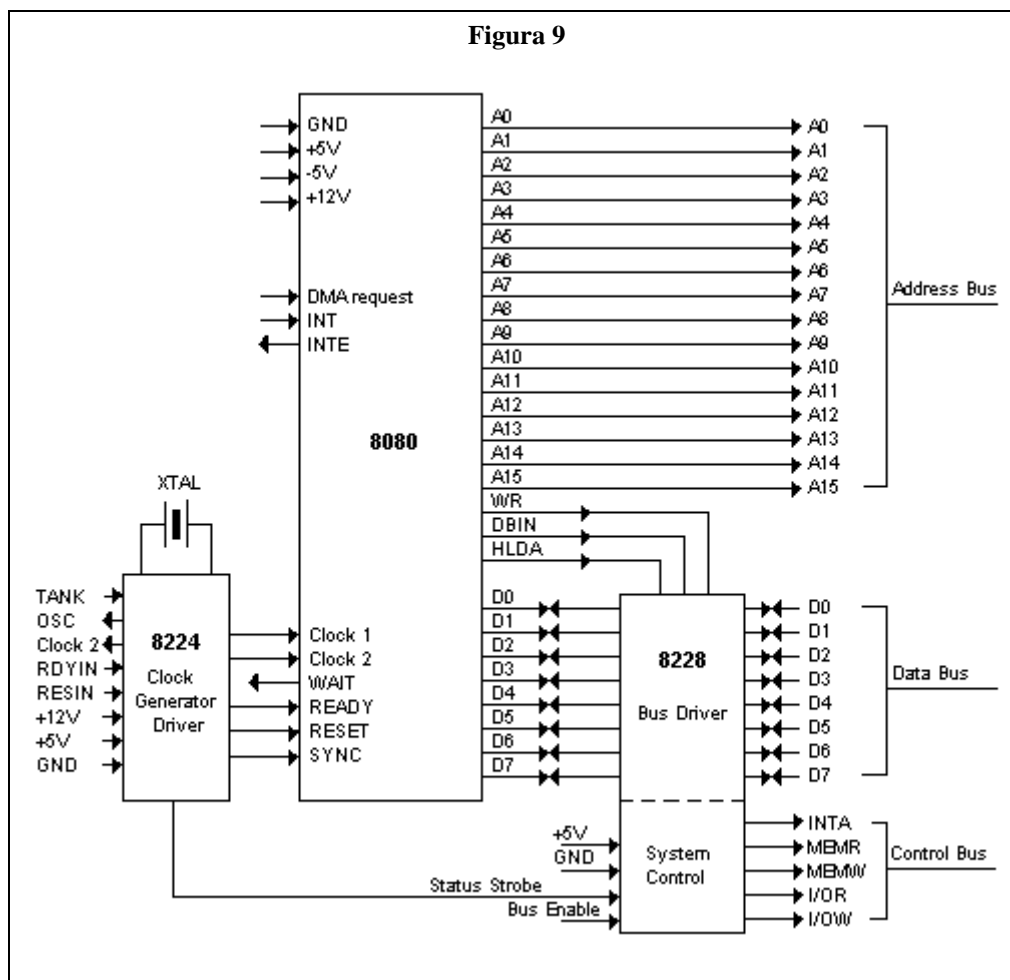 Figura 9
GND
+5V
-5V
+12V
DMA request
INT
INTE
8080
A0
A1
A2
A3
A4
A5
A6
A7
A8
A9
A10
A11
A12
A13
A14
A15
WR
DBIN
HLDA
A0
A1
A2
A3
A4
A5
A6
A7
A8
A9
A10
A11
A12
A13
A14
A15
Address Bus
XTAL
TANK
OSC
Clock 2
RDYIN
RESIN
+12V
+5V
GND
8224
Clock
Generator
Driver
Clock 1
Clock 2
WAIT
READY
RESET
SYNC
D0
D1
D2
D3
D4
D5
D6
D7
8228
Bus Driver
D0
D1
D2
D3
D4
D5
D6
D7
Data Bus
+5V
GND
System
Control
Status Strobe
Bus Enable
INTA
MEMR
MEMW
I/OR
I/OW
Control Bus